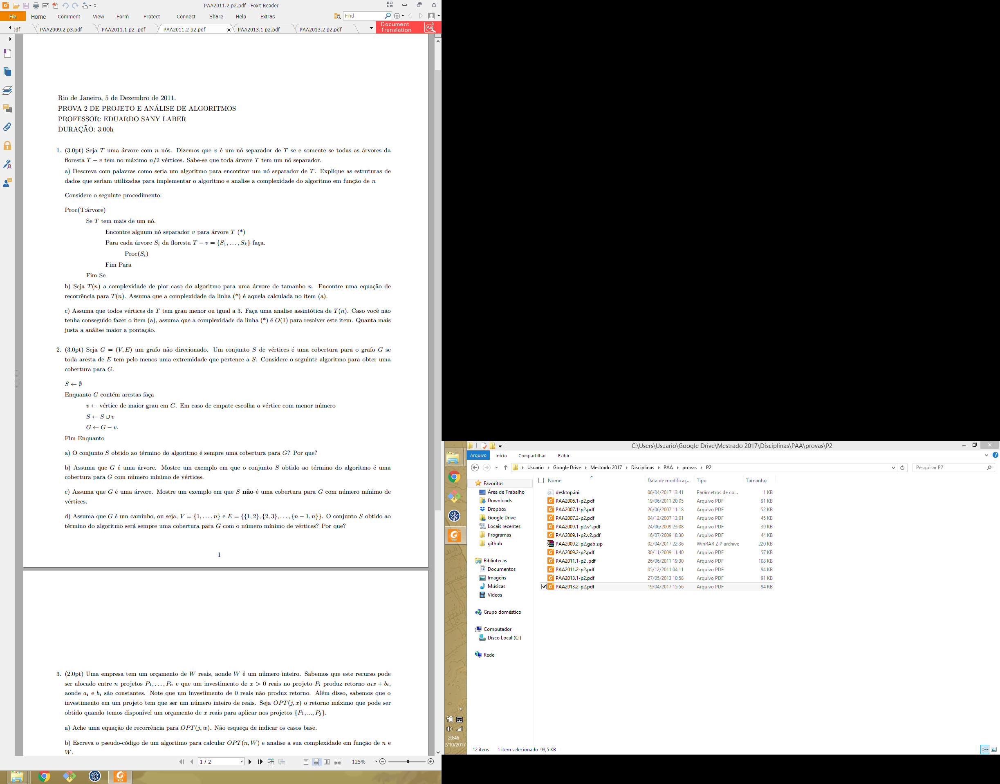 PAA2011.2-p2.pdf - Foxit Reader
File Home Comment View Form Protect Connect Share Help Extras Find
PAA2009.2-p3.pdf PAA2011.1-p2 .pdf PAA2011.2-p2.pdf x PAA2013.1-p2.pdf PAA2013.2-p2.pdf
Document
Translation
Rio de Janeiro, 5 de Dezembro de 2011.
PROVA 2 DE PROJETO E ANÁLISE DE ALGORITMOS
PROFESSOR: EDUARDO SANY LABER
DURAÇÃO: 3:00h
1. (3.0pt) Seja T uma árvore com n nós. Dizemos que v é um nó separador de T se e somente se todas as árvores da
floresta T − v tem no máximo n/2 vértices. Sabe-se que toda árvore T tem um nó separador.
a) Descreva com palavras como seria um algoritmo para encontrar um nó separador de T. Explique as estruturas de
dados que seriam utilizadas para implementar o algoritmo e analise a complexidade do algoritmo em função de n
Considere o seguinte procedimento:
Proc(T:árvore)
Se T tem mais de um nó.
Encontre alguum nó separador v para árvore T (*)
Para cada árvore Si da floresta T − v = {S1, . . . , Sk} faça.
Proc(Si)
Fim Para
Fim Se
b) Seja T(n) a complexidade de pior caso do algoritmo para uma árvore de tamanho n. Encontre uma equação de
recorrência para T(n). Assuma que a complexidade da linha (*) é aquela calculada no item (a).
c) Assuma que todos vértices de T tem grau menor ou igual a 3. Faça uma analise assintótica de T(n). Caso você não
tenha conseguido fazer o item (a), assuma que a complexidade da linha (*) é O(1) para resolver este item. Quanta mais
justa a análise maior a pontação.
2. (3.0pt) Seja G = (V, E) um grafo não direcionado. Um conjunto S de vértices é uma cobertura para o grafo G se
toda aresta de E tem pelo menos uma extremidade que pertence a S. Considere o seguinte algoritmo para obter uma
cobertura para G.
S ← ∅
Enquanto G contém arestas faça
v ← vértice de maior grau em G. Em caso de empate escolha o vértice com menor número
S ← S ∪ v
G ← G − v.
Fim Enquanto
a) O conjunto S obtido ao término do algoritmo é sempre uma cobertura para G? Por que?
b) Assuma que G é uma árvore. Mostre um exemplo em que o conjunto S obtido ao término do algoritmo é uma
cobertura para G com número mínimo de vértices.
c) Assuma que G é uma árvore. Mostre um exemplo em que S não é uma cobertura para G com número mínimo de
vértices.
d) Assuma que G é um caminho, ou seja, V = {1, . . . , n} e E = {{1, 2}, {2, 3}, . . . , {n − 1, n}}. O conjunto S obtido ao
término do algoritmo será sempre uma cobertura para G com o número mínimo de vértices? Por que?
1
3. (2.0pt) Uma empresa tem um orçamento de W reais, aonde W é um número inteiro. Sabemos que este recurso pode
ser alocado entre n projetos P1, . . . , Pn e que um investimento de x > 0 reais no projeto Pi produz retorno aix + bi,
aonde ai e bi são constantes. Note que um investimento de 0 reais não produz retorno. Além disso, sabemos que o
investimento em um projeto tem que ser um número inteiro de reais. Seja OPT(j, x) o retorno máximo que pode ser
obtido quando temos disponível um orçamento de x reais para aplicar nos projetos {P1, ..., Pj}.
a) Ache uma equação de recorrência para OPT(j, w). Não esqueça de indicar os casos base.
b) Escreva o pseudo-código de um algortimo para calcular OPT(n, W) e analise a sua complexidade em função de n e
W.
1 / 2 125%
C:\Users\Usuario\Google Drive\Mestrado 2017\Disciplinas\PAA\provas\P2
Arquivo Início Compartilhar Exibir
Usuario Google Drive Mestrado 2017 Disciplinas PAA provas P2 Pesquisar P2
Favoritos
Área de Trabalho
Downloads
Dropbox
Google Drive
Locais recentes
Programas
github
Bibliotecas
Documentos
Imagens
Músicas
Vídeos
Grupo doméstico
Computador
Disco Local (C:)
Rede
Nome Data de modificaç... Tipo Tamanho
desktop.ini 06/04/2017 13:41 Parâmetros de co... 1 KB
PAA2006.1-p2.pdf 19/06/2011 20:05 Arquivo PDF 91 KB
PAA2007.1-p2.pdf 26/06/2007 11:18 Arquivo PDF 52 KB
PAA2007.2-p2.pdf 04/12/2007 13:01 Arquivo PDF 45 KB
PAA2009.1-p2.v1.pdf 24/06/2009 23:08 Arquivo PDF 39 KB
PAA2009.1-p2.v2.pdf 16/07/2009 18:30 Arquivo PDF 44 KB
PAA2009.2-p2.gab.zip 02/04/2017 22:36 WinRAR ZIP archive 220 KB
PAA2009.2-p2.pdf 30/11/2009 11:40 Arquivo PDF 57 KB
PAA2011.1-p2 .pdf 26/06/2011 19:30 Arquivo PDF 108 KB
PAA2011.2-p2.pdf 05/12/2011 04:11 Arquivo PDF 94 KB
PAA2013.1-p2.pdf 27/05/2013 10:58 Arquivo PDF 91 KB
PAA2013.2-p2.pdf 19/04/2017 15:56 Arquivo PDF 94 KB
20:46
2/10/2017
12 itens 1 item selecionado 93,5 KB